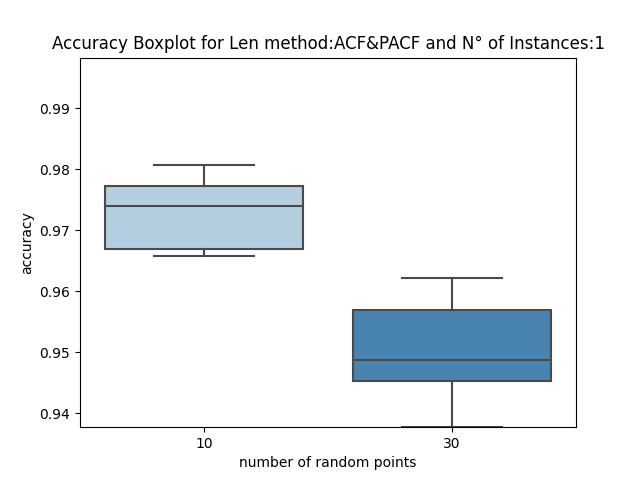 Accuracy Boxplot for Len method:ACF&PACF and N° of Instances:1
0.99
0.98
0.97
0.96
0.95
0.94
accuracy
10
30
number of random points